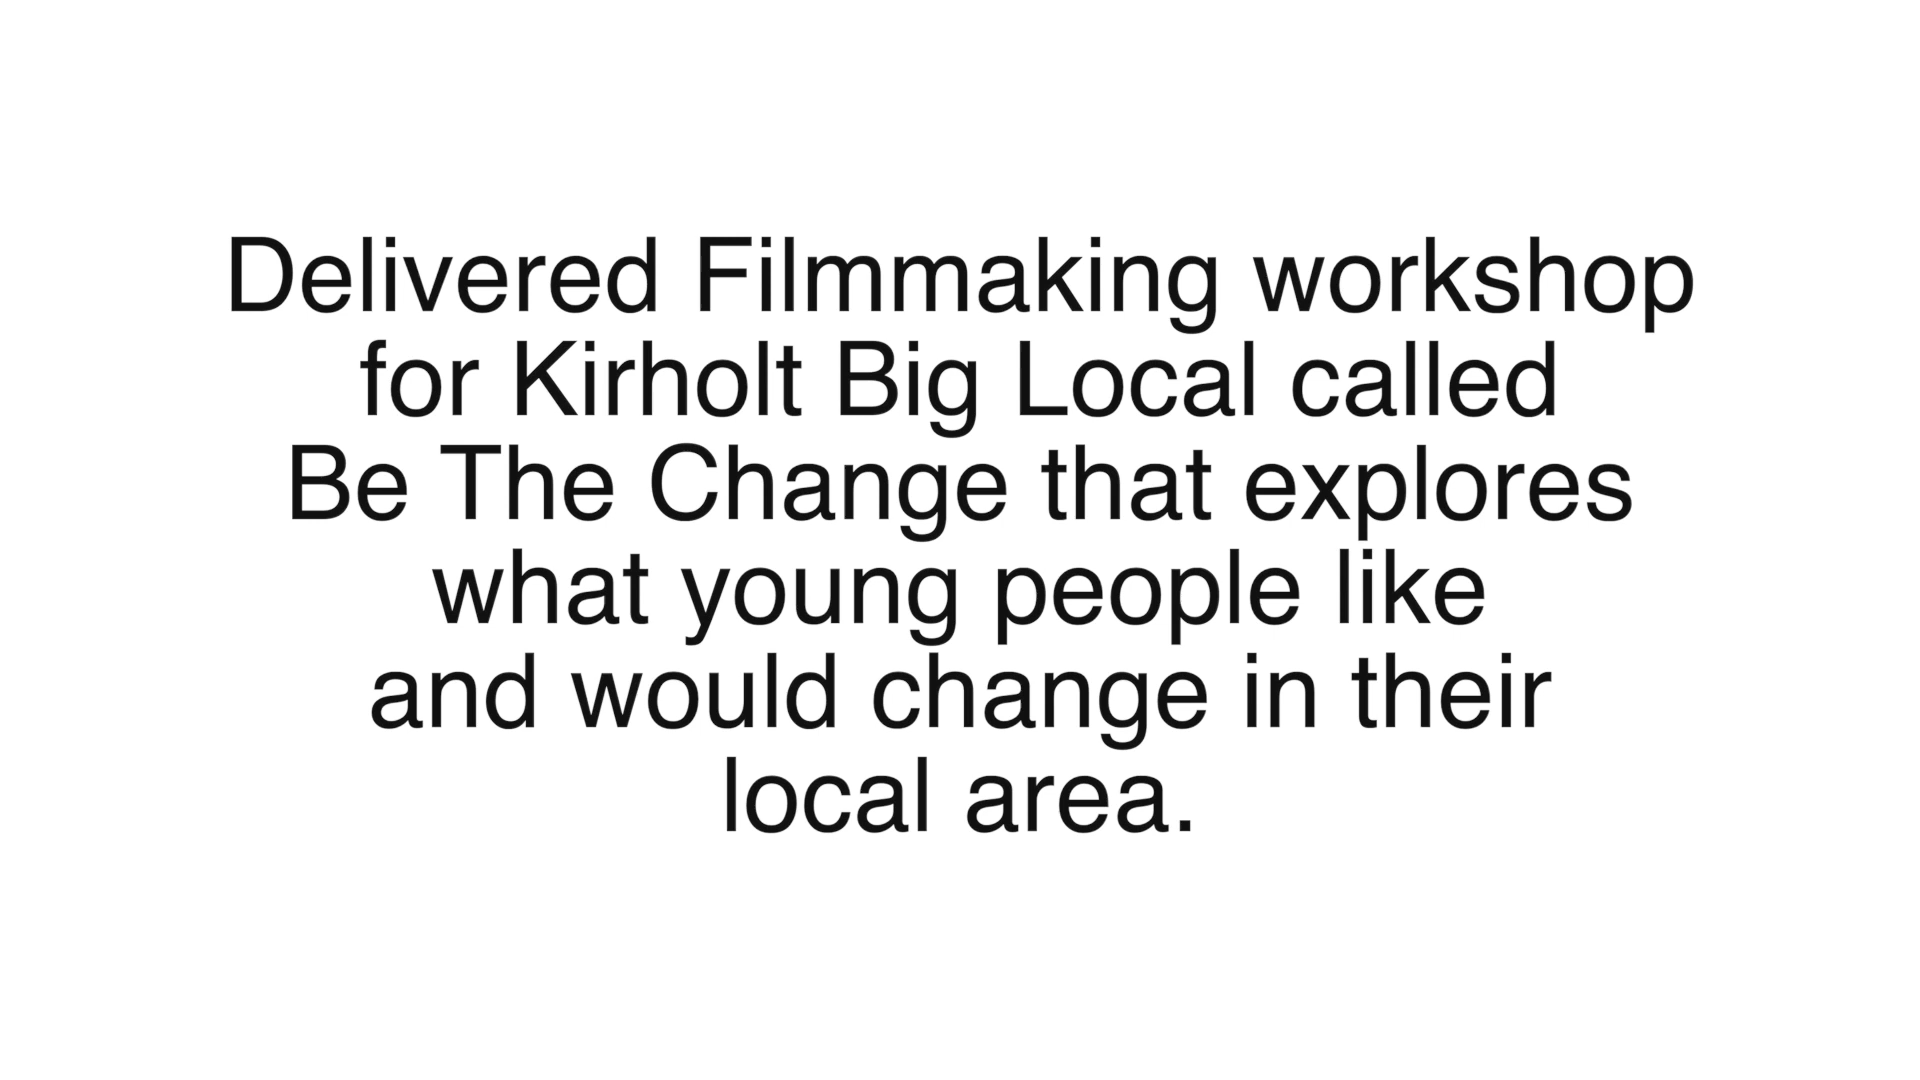 Delivered Filmmaking workshop
for Kirholt Big Local called
Be The Change that explores
what young people like
and would change in their
local area.